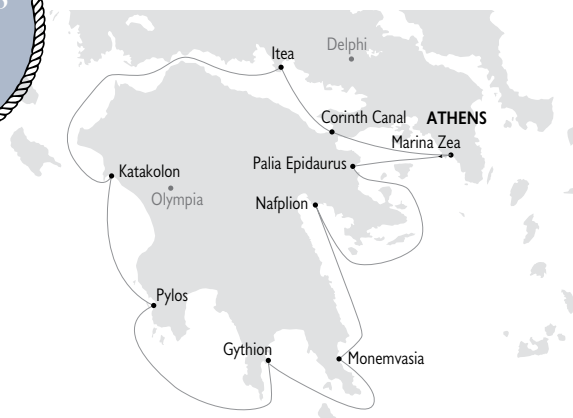 Itea
Delphi
Corinth Canal
ATHENS
Marina Zea
Palia Epidaurus
Katakolon
Olympia
Nafplion
Pylos
Gythion
Monemvasia